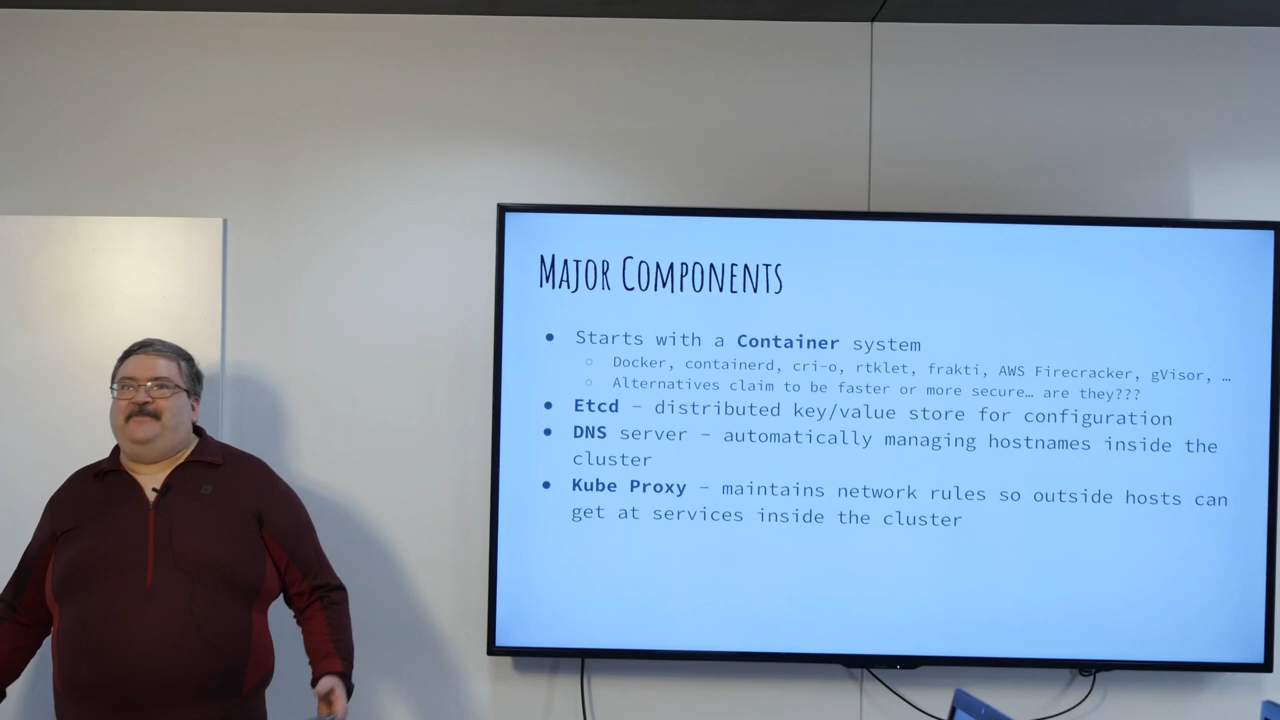 MAJOR COMPONENTS
● Starts with a Container system
○ Docker, containerd, cri-o, rtklet, frakti, AWS Firecracker, gVisor, …
○ Alternatives claim to be faster or more secure… are they???
● Etcd – distributed key/value store for configuration
● DNS server – automatically managing hostnames inside the
cluster
● Kube Proxy – maintains network rules so outside hosts can
get at services inside the cluster